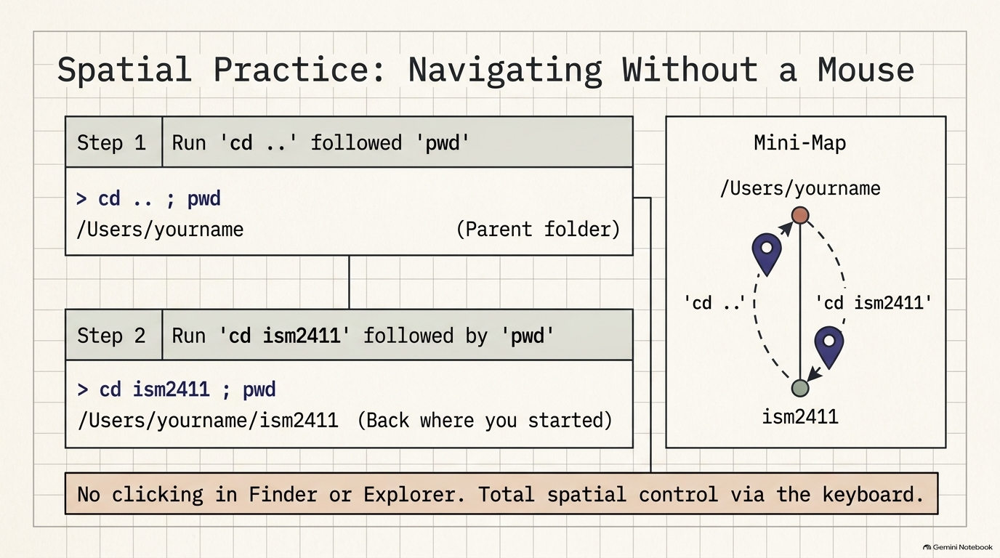 Spatial Practice: Navigating Without a Mouse
Step 1
Run 'cd ..' followed 'pwd'
> cd .. ; pwd
/Users/yourname (Parent folder)
Step 2
Run 'cd ism2411' followed by 'pwd'
> cd ism2411 ; pwd
/Users/yourname/ism2411 (Back where you started)
Mini-Map
/Users/yourname
'cd ..'
'cd ism2411'
ism2411
No clicking in Finder or Explorer. Total spatial control via the keyboard.
Gemini Notebook